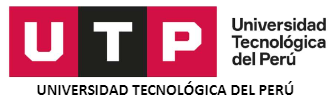 UTP
Universidad
Tecnológica
del Perú
UNIVERSIDAD TECNOLÓGICA DEL PERÚ